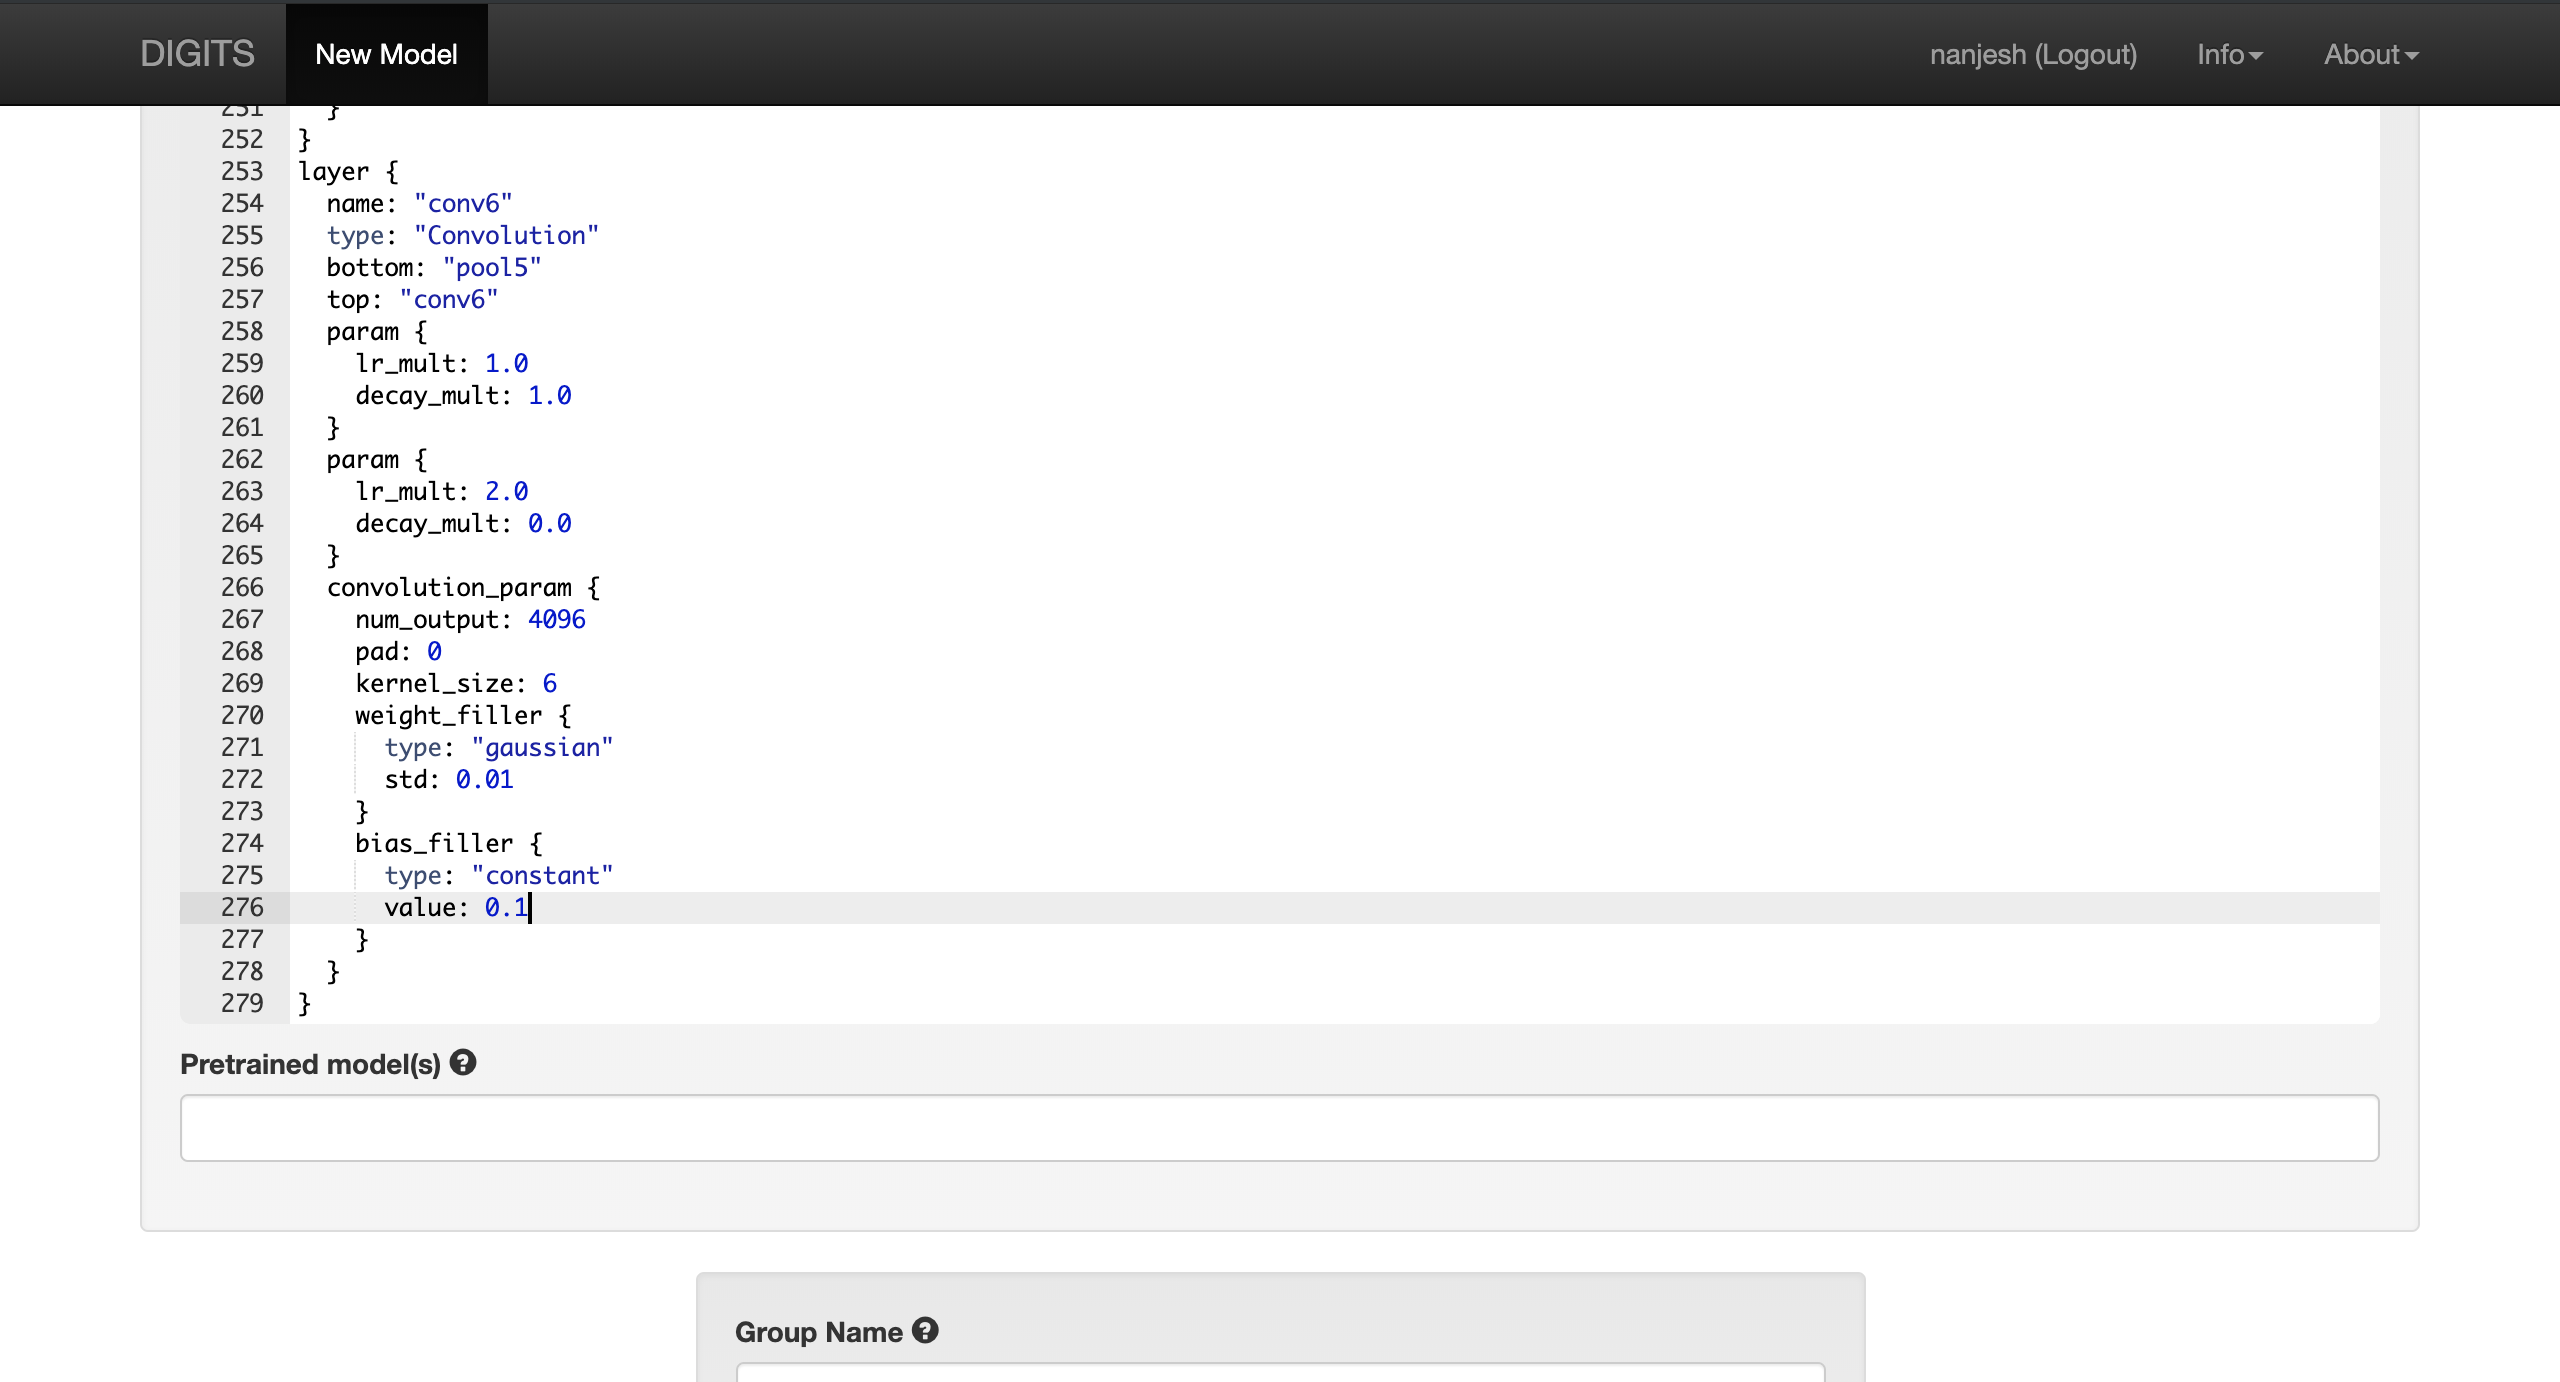 DIGITS New Model nanjesh (Logout) Info About
251 }
252 }
253 layer {
254 name: "conv6"
255 type: "Convolution"
256 bottom: "pool5"
257 top: "conv6"
258 param {
259 lr_mult: 1.0
260 decay_mult: 1.0
261 }
262 param {
263 lr_mult: 2.0
264 decay_mult: 0.0
265 }
266 convolution_param {
267 num_output: 4096
268 pad: 0
269 kernel_size: 6
270 weight_filler {
271 type: "gaussian"
272 std: 0.01
273 }
274 bias_filler {
275 type: "constant"
276 value: 0.1
277 }
278 }
279 }
Pretrained model(s) ?
Group Name ?